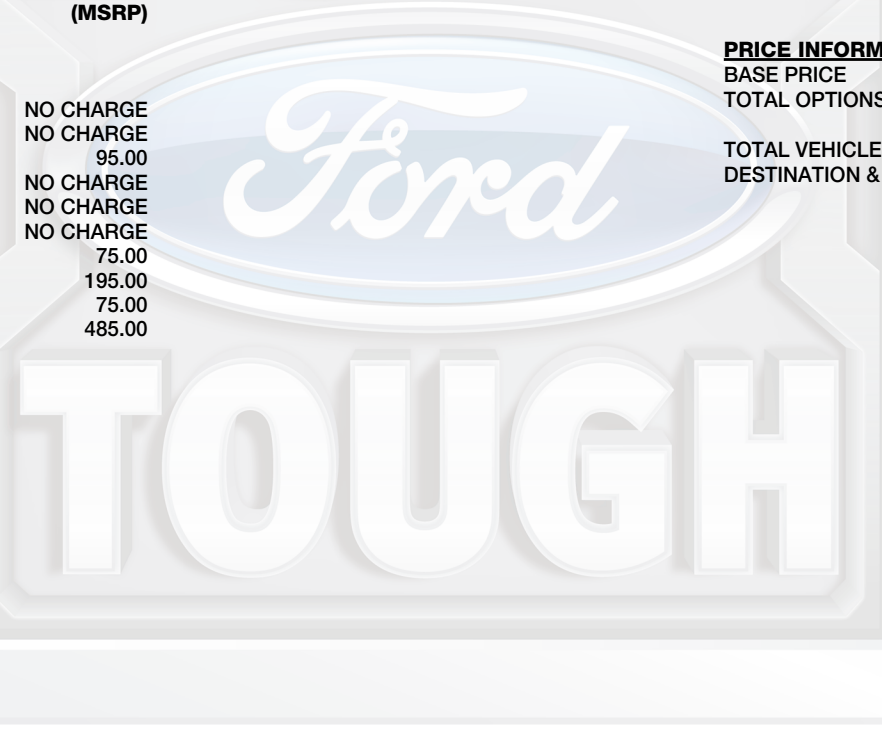 (MSRP)
NO CHARGE
NO CHARGE
95.00
NO CHARGE
NO CHARGE
NO CHARGE
75.00
195.00
75.00
485.00
PRICE INFORM
BASE PRICE
TOTAL OPTIONS
TOTAL VEHICLE
DESTINATION &
Ford
TOUGH